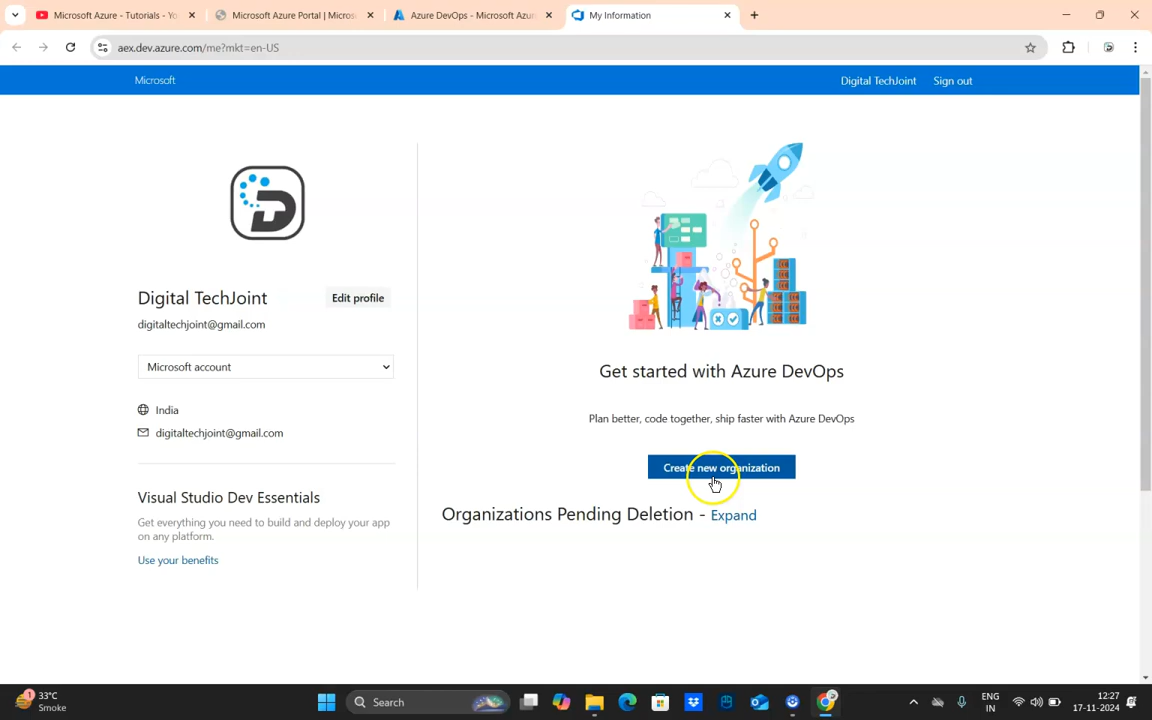 Microsoft Azure - Tutorials - Yo
Microsoft Azure Portal | Micros
Azure DevOps - Microsoft Azur
My Information
aex.dev.azure.com/me?mkt=en-US
Microsoft
Digital TechJoint
Sign out
Digital TechJoint
Edit profile
digitaltechjoint@gmail.com
Microsoft account
India
digitaltechjoint@gmail.com
Visual Studio Dev Essentials
Get everything you need to build and deploy your app
on any platform.
Use your benefits
Get started with Azure DevOps
Plan better, code together, ship faster with Azure DevOps
Create new organization
Organizations Pending Deletion - Expand
1
33°C
Smoke
Search
ENG
IN
12:27
17-11-2024